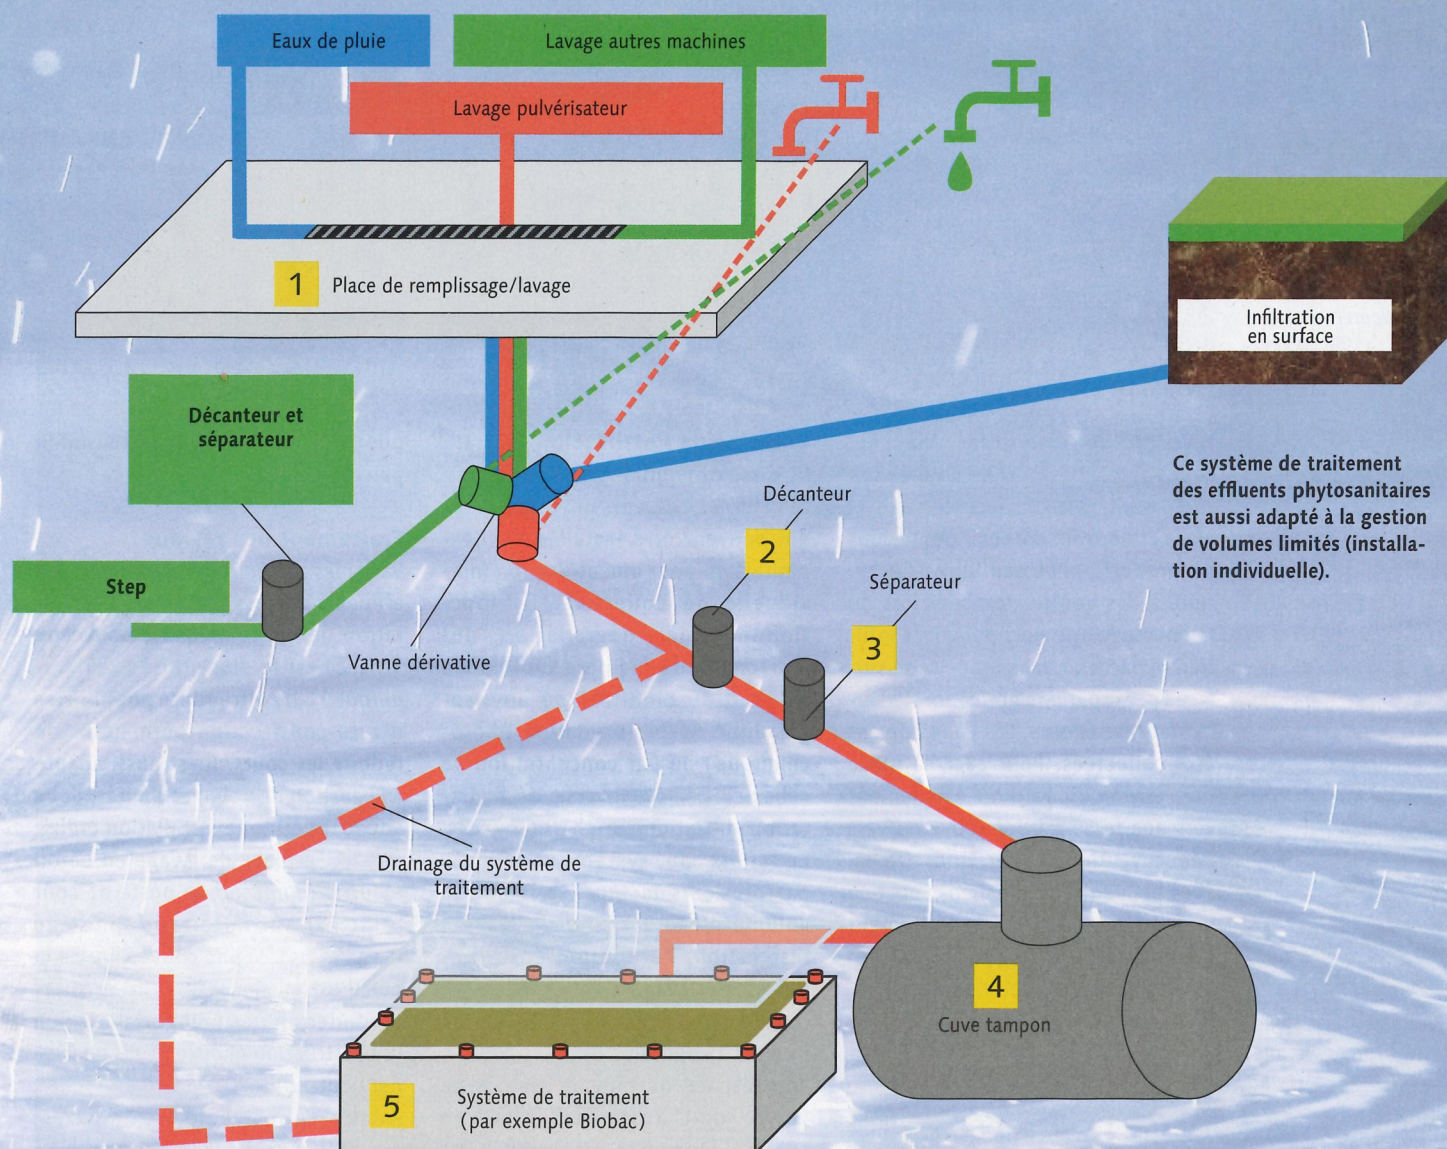 Eaux de pluie
Lavage autres machines
Lavage pulvérisateur
1 Place de remplissage/lavage
Infiltration
en surface
Décanteur et
séparateur
Ce système de traitement
des effluents phytosanitaires
est aussi adapté à la gestion
de volumes limités (installa-
tion individuelle).
Décanteur
2
Séparateur
3
Step
Vanne dérivative
Drainage du système de
traitement
4
Cuve tampon
5
Système de traitement
(par exemple Biobac)